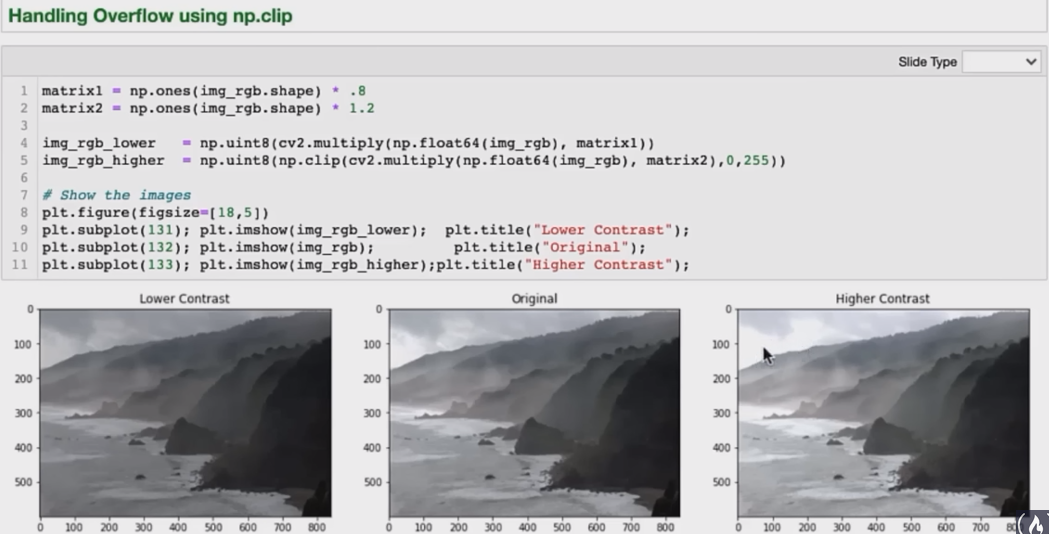 Handling Overflow using np.clip
Slide Type
1 matrix1 = np.ones(img_rgb.shape) * .8
2 matrix2 = np.ones(img_rgb.shape) * 1.2
3
4 img_rgb_lower   = np.uint8(cv2.multiply(np.float64(img_rgb), matrix1))
5 img_rgb_higher  = np.uint8(np.clip(cv2.multiply(np.float64(img_rgb), matrix2),0,255))
6
7 # Show the images
8 plt.figure(figsize=[18,5])
9 plt.subplot(131); plt.imshow(img_rgb_lower);  plt.title("Lower Contrast");
10 plt.subplot(132); plt.imshow(img_rgb);         plt.title("Original");
11 plt.subplot(133); plt.imshow(img_rgb_higher);plt.title("Higher Contrast");
Lower Contrast Original Higher Contrast
0 0 0
100 100 100
200 200 200
300 300 300
400 400 400
500 500 500
0 100 200 300 400 500 600 700 800 0 100 200 300 400 500 600 700 800 0 100 200 300 400 500 600 700 800